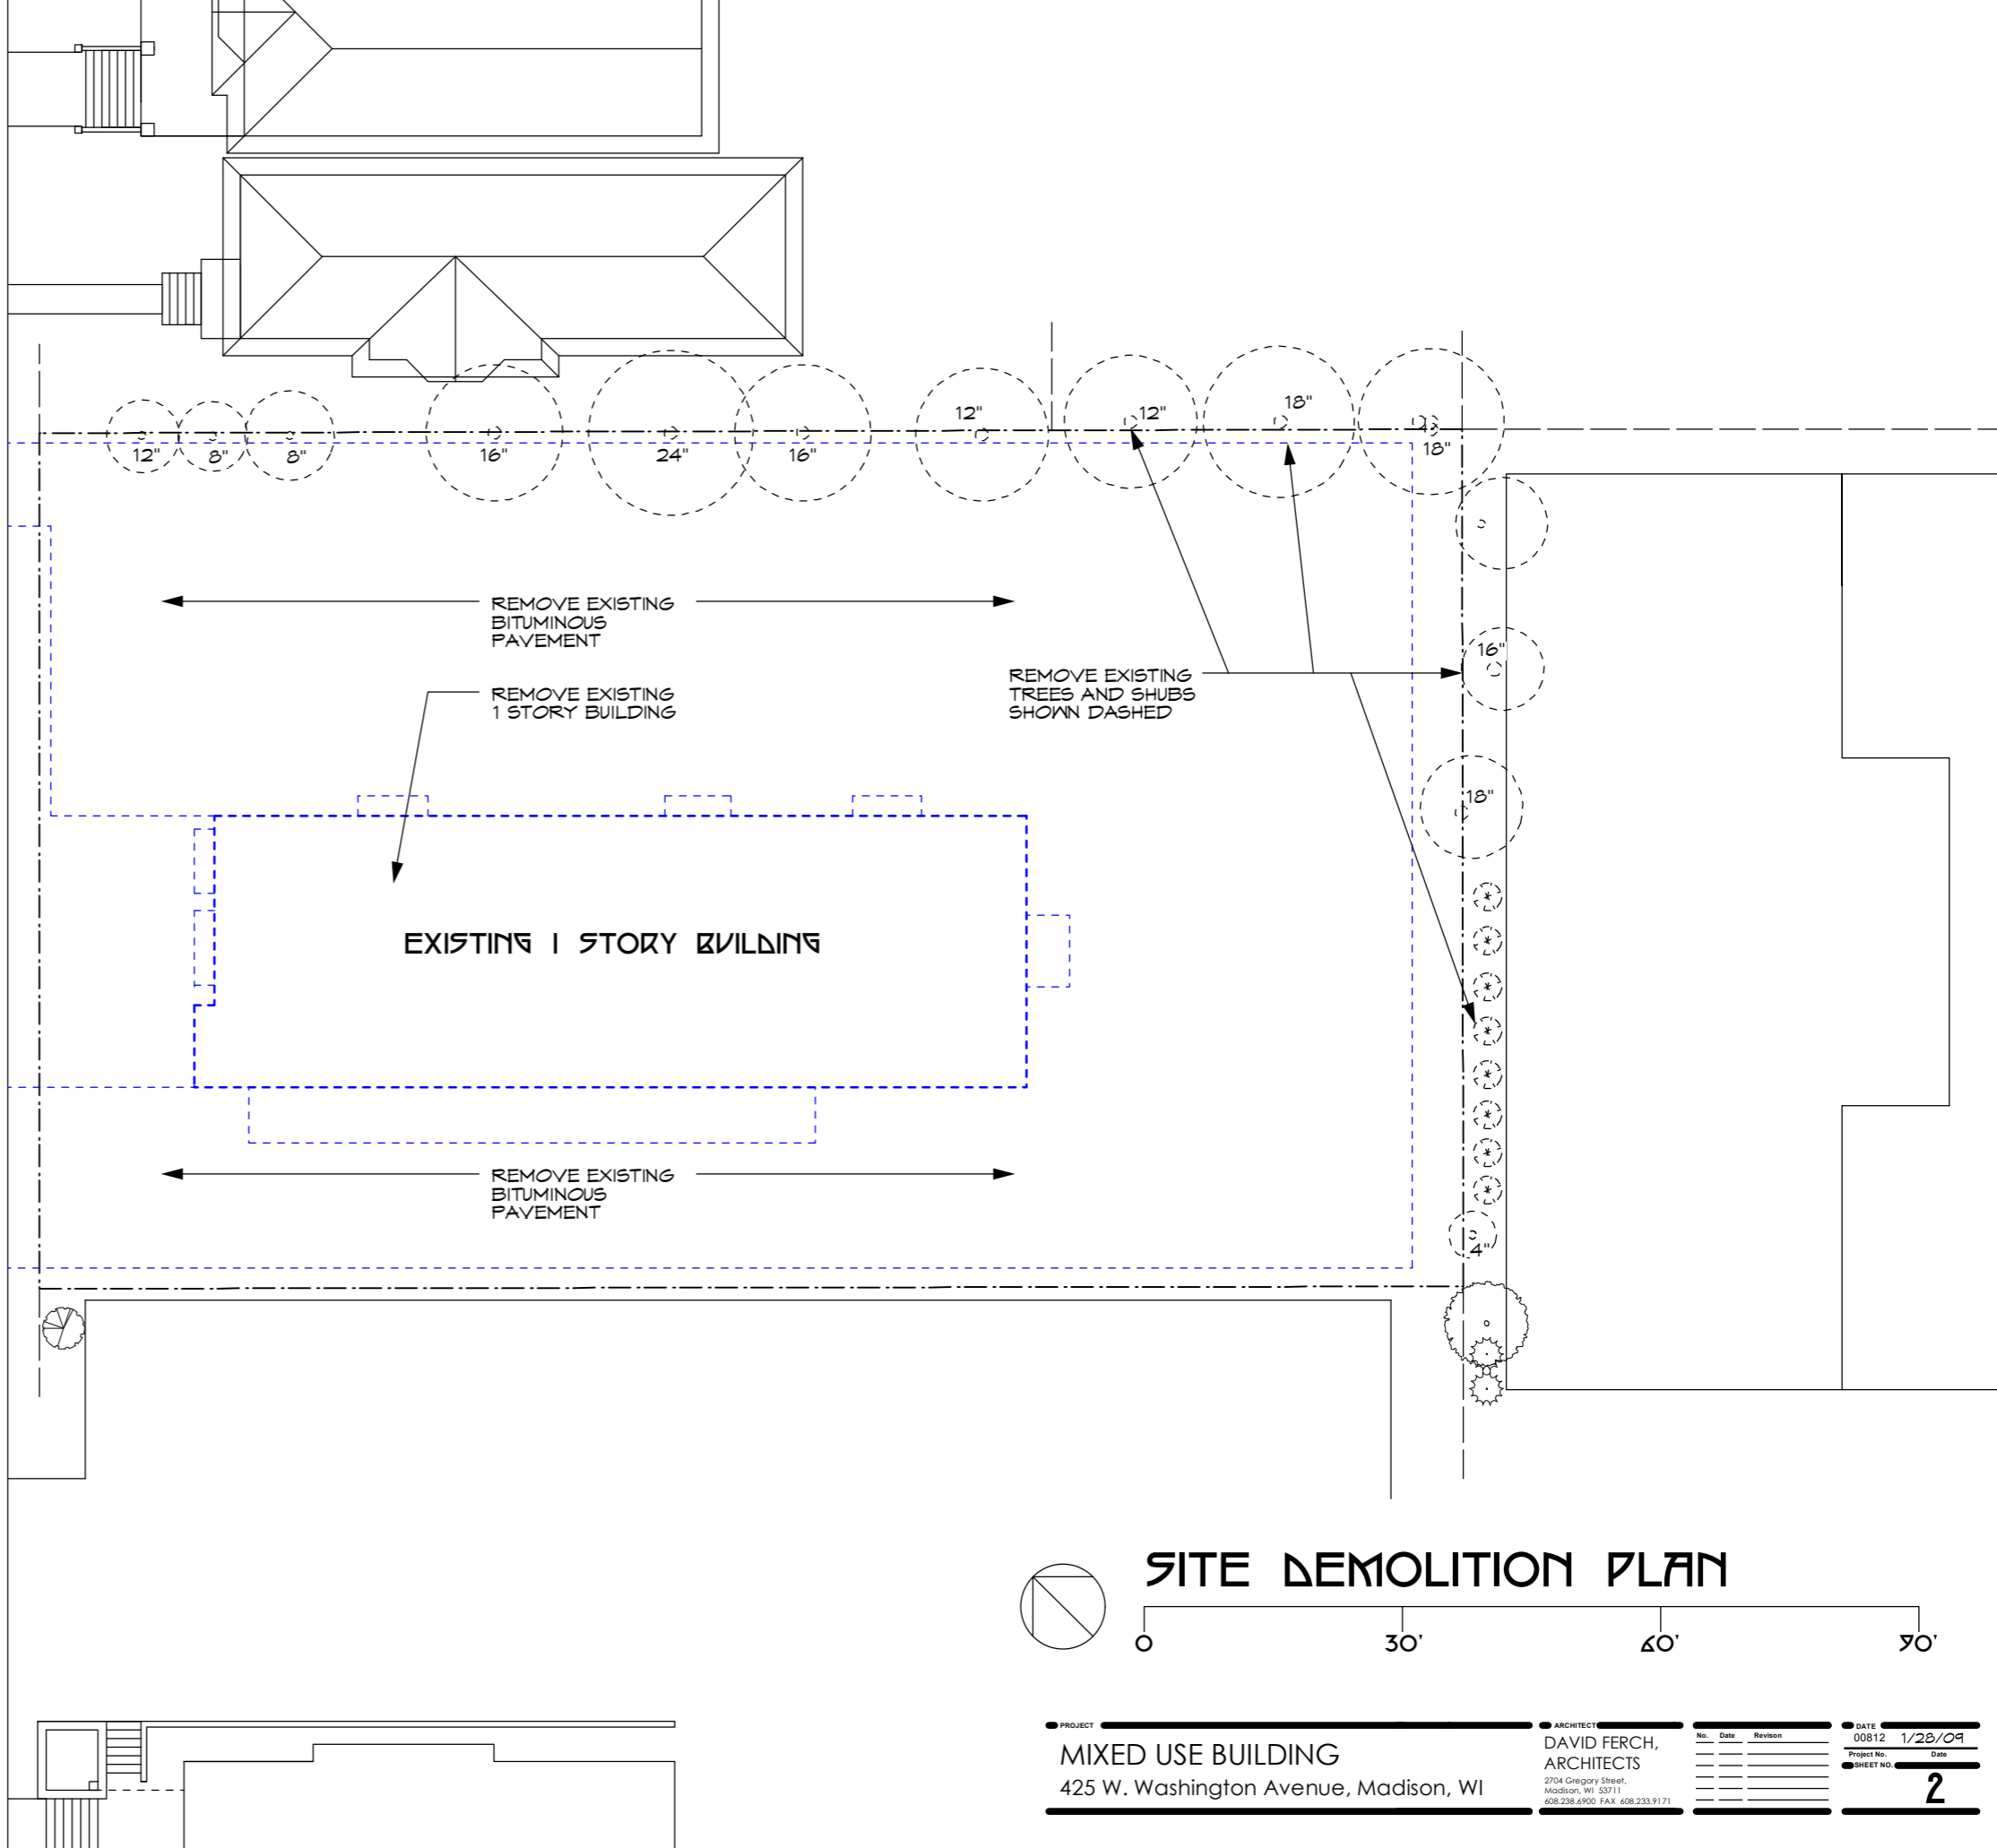 12"
12"
18"
12"
8"
8"
16"
24"
16"
18"
REMOVE EXISTING
BITUMINOUS
PAVEMENT
16"
REMOVE EXISTING
TREES AND SHUBS
SHOWN DASHED
REMOVE EXISTING
1 STORY BUILDING
18"
EXISTING 1 STORY BUILDING
REMOVE EXISTING
BITUMINOUS
PAVEMENT
4"
SITE DEMOLITION PLAN
0 30' 60' 90'
PROJECT
MIXED USE BUILDING
425 W. Washington Avenue, Madison, WI
ARCHITECT
DAVID FERCH,
ARCHITECTS
2704 Gregory Street,
Madison, WI 53711
608.238.6900 FAX 608.233.9171
No. Date Revison
DATE
00812 1/28/09
Project No. Date
SHEET NO.
2